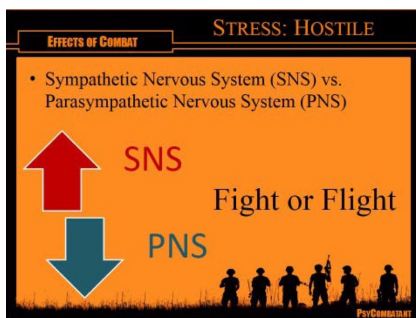 STRESS: HOSTILE
EFFECTS OF COMBAT
• Sympathetic Nervous System (SNS) vs.
Parasympathetic Nervous System (PNS)
SNS
Fight or Flight
PNS
PSYCOMBATANT